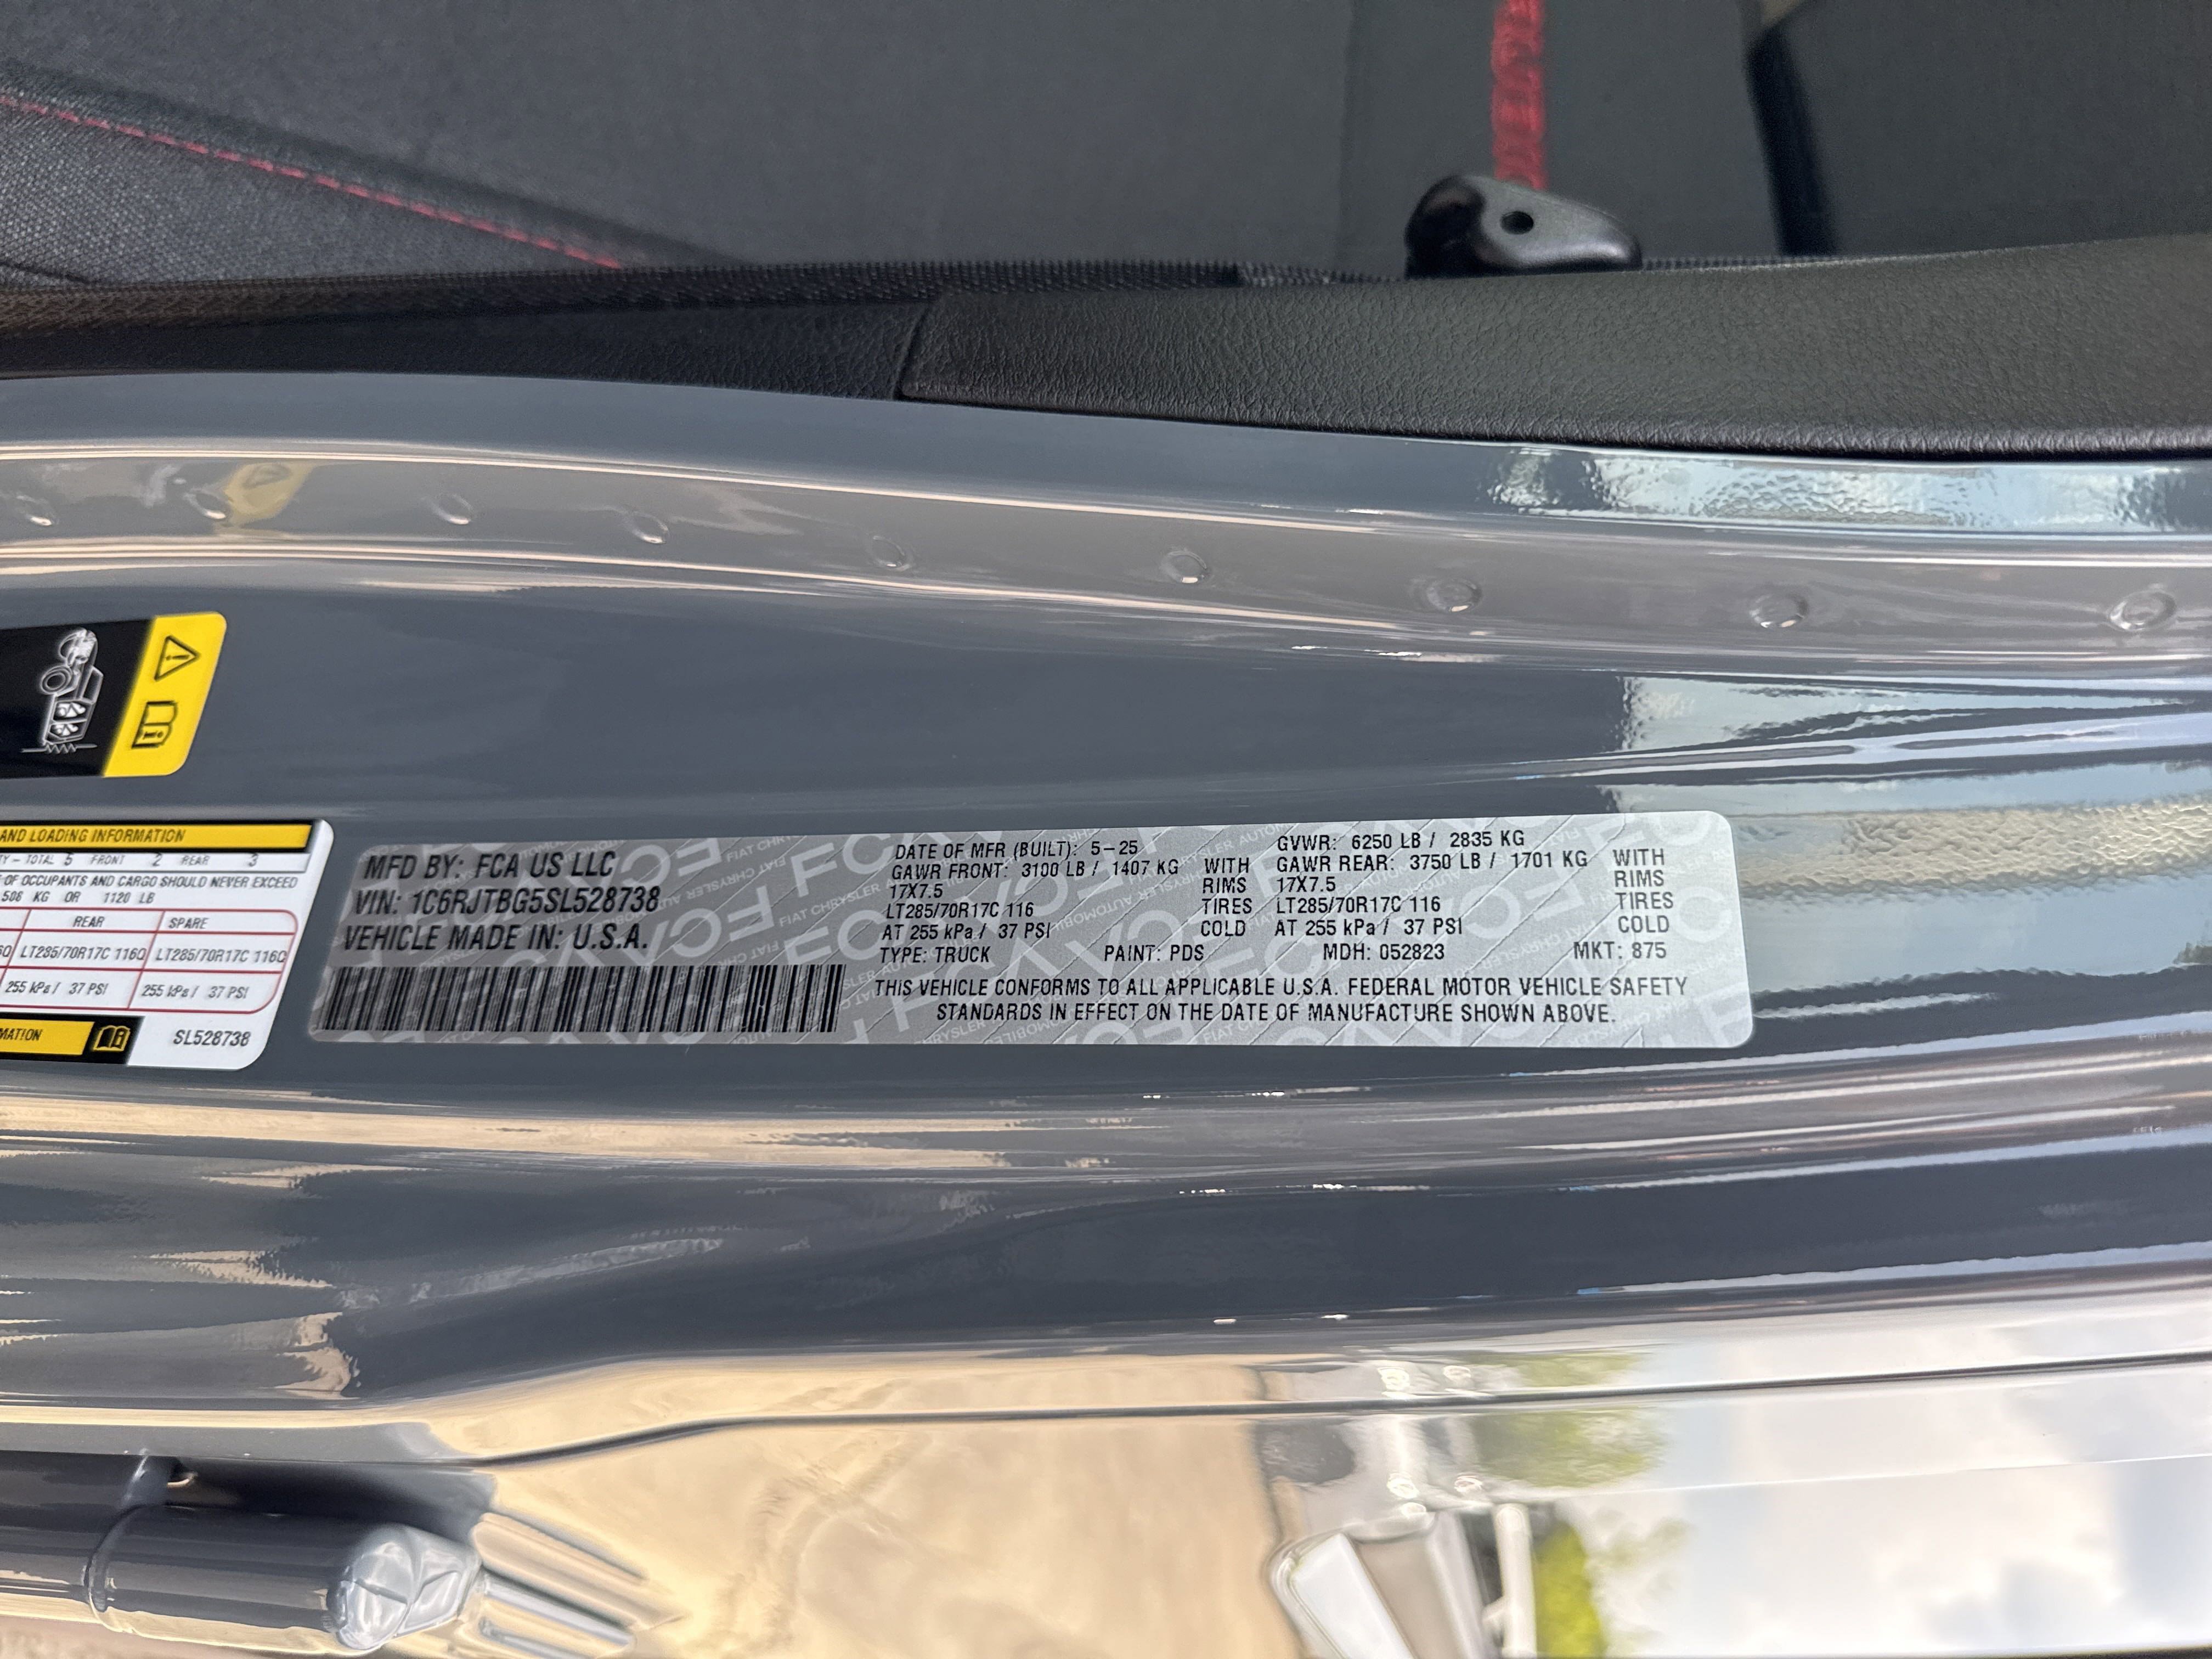 AND LOADING INFORMATION
TY – TOTAL 5 FRONT 2 REAR 3
OF OCCUPANTS AND CARGO SHOULD NEVER EXCEED
506 KG OR 1120 LB
REAR SPARE
LT285/70R17C 116Q LT285/70R17C 116Q
255 kPa / 37 PSI 255 kPa / 37 PSI
MATION
SL528738
MFD BY: FCA US LLC
VIN: 1C6RJTBG5SL528738
VEHICLE MADE IN: U.S.A.
DATE OF MFR (BUILT): 5-25 GVWR: 6250 LB / 2835 KG
GAWR FRONT: 3100 LB / 1407 KG WITH GAWR REAR: 3750 LB / 1701 KG WITH
17X7.5 RIMS 17X7.5 RIMS
LT285/70R17C 116 TIRES LT285/70R17C 116 TIRES
AT 255 kPa / 37 PSI COLD AT 255 kPa / 37 PSI COLD
TYPE: TRUCK PAINT: PDS MDH: 052823 MKT: 875
THIS VEHICLE CONFORMS TO ALL APPLICABLE U.S.A. FEDERAL MOTOR VEHICLE SAFETY
STANDARDS IN EFFECT ON THE DATE OF MANUFACTURE SHOWN ABOVE.